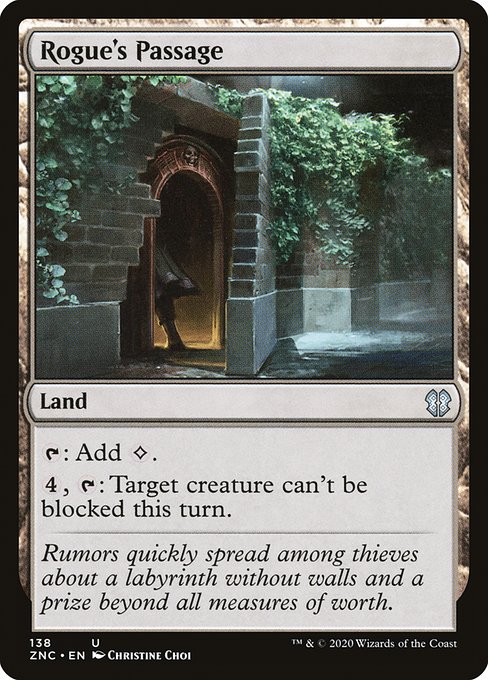 Rogue's Passage
Land
: Add .
4, : Target creature can't be
blocked this turn.
Rumors quickly spread among thieves
about a labyrinth without walls and a
prize beyond all measures of worth.
138 U
ZNC • EN Christine Choi
™ & © 2020 Wizards of the Coast